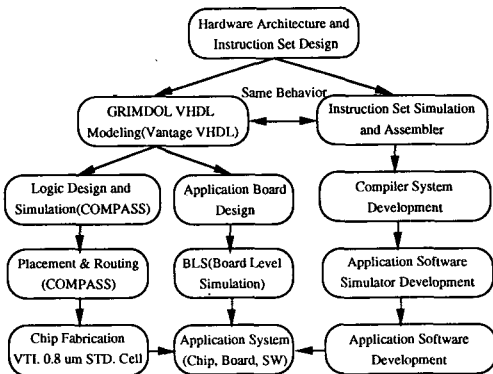 Hardware Architecture and
Instruction Set Design
Same Behavior
GRIMDOL VHDL
Modeling(Vantage VHDL)
Instruction Set Simulation
and Assembler
Logic Design and
Simulation(COMPASS)
Application Board
Design
Compiler System
Development
Placement & Routing
(COMPASS)
BLS(Board Level
Simulation)
Application Software
Simulator Development
Chip Fabrication
VTI. 0.8 um STD. Cell
Application System
(Chip, Board, SW)
Application Software
Development